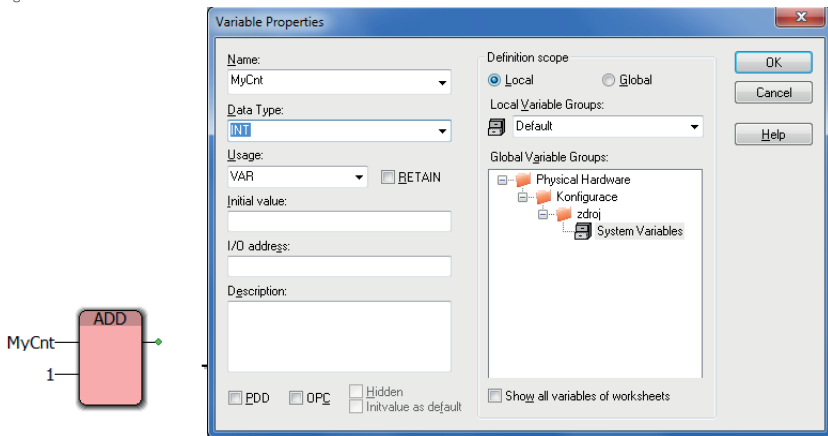 Variable Properties
Name:
MyCnt
Data Type:
INT
Usage:
VAR
RETAIN
Initial value:
I/O address:
Description:
PDD
OPC
Hidden
Initvalue as default
Definition scope
Local
Global
Local Variable Groups:
Default
Global Variable Groups:
Physical Hardware
Konfigurace
zdroj
System Variables
Show all variables of worksheets
OK
Cancel
Help
ADD
MyCnt
1